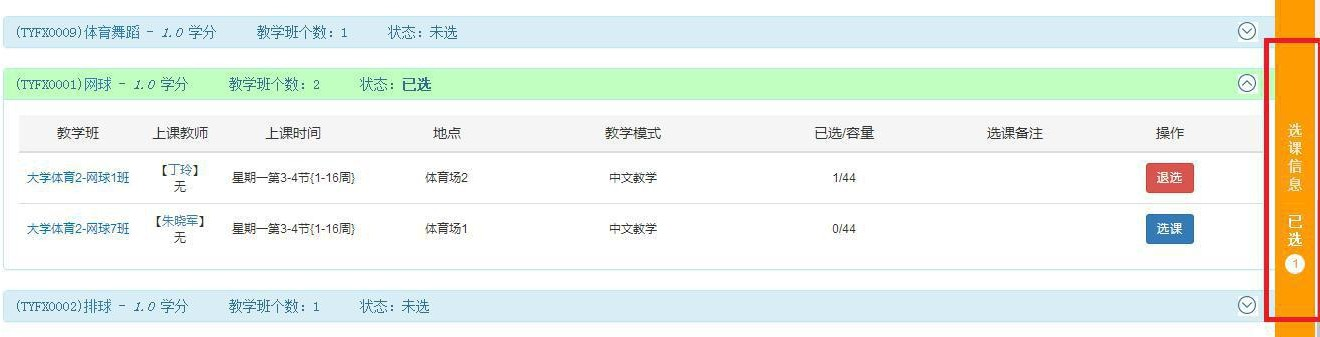 (TYFX0009)体育舞蹈 - 1.0 学分 教学班个数：1 状态：未选
(TYFX0001)网球 - 1.0 学分 教学班个数：2 状态：已选
教学班 上课教师 上课时间 地点 教学模式 已选/容量 选课备注 操作
大学体育2-网球1班 【丁玲】 星期一第3-4节{1-16周} 体育场2 中文教学 1/44 退选
无
大学体育2-网球7班 【朱晓军】 星期一第3-4节{1-16周} 体育场1 中文教学 0/44 选课
无
(TYFX0002)排球 - 1.0 学分 教学班个数：1 状态：未选
选课信息 已选 1